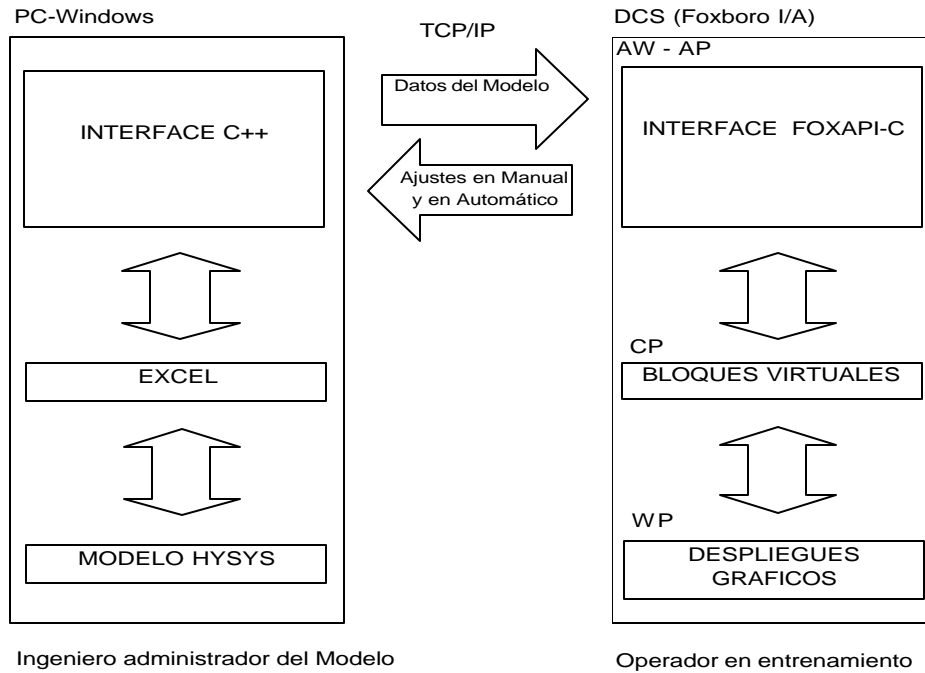 PC-Windows
INTERFACE C++
EXCEL
MODELO HYSYS
Ingeniero administrador del Modelo
TCP/IP
Datos del Modelo
Ajustes en Manual
y en Automático
DCS (Foxboro I/A)
AW - AP
INTERFACE FOXAPI-C
CP
BLOQUES VIRTUALES
WP
DESPLIEGUES
GRAFICOS
Operador en entrenamiento